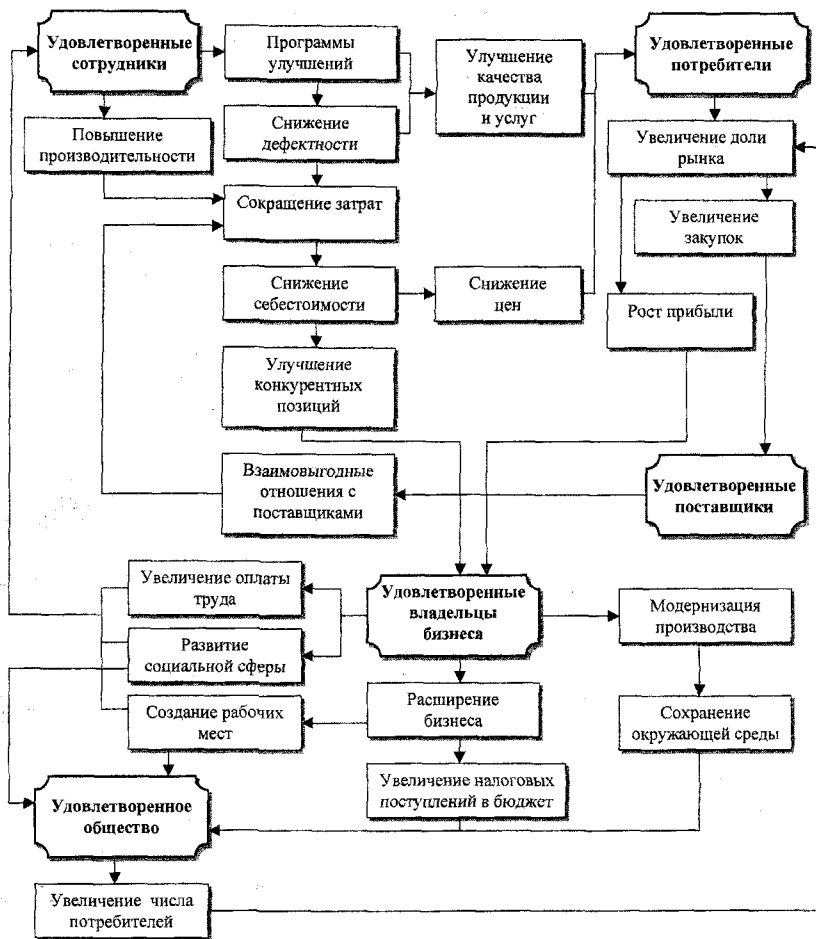 Удовлетворенные
сотрудники
Программы
улучшений
Улучшение
качества
продукции
и услуг
Удовлетворенные
потребители
Повышение
производительности
Снижение
дефектности
Увеличение доли
рынка
Сокращение затрат
Увеличение
закупок
Снижение
себестоимости
Снижение
цен
Рост прибыли
Улучшение
конкурентных
позиций
Взаимовыгодные
отношения с
поставщиками
Удовлетворенные
поставщики
Увеличение оплаты
труда
Удовлетворенные
владельцы
бизнеса
Модернизация
производства
Развитие
социальной сферы
Расширение
бизнеса
Создание рабочих
мест
Сохранение
окружающей среды
Увеличение налоговых
поступлений в бюджет
Удовлетворенное
общество
Увеличение числа
потребителей